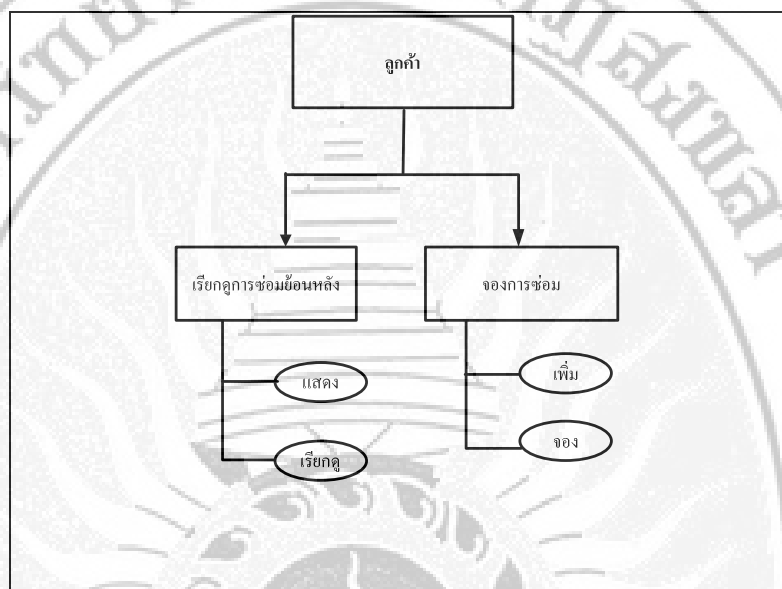 ลูกค้า
เรียกดูการซ่อมย้อนหลัง
จองการซ่อม
แสดง
เพิ่ม
เรียกดู
จอง